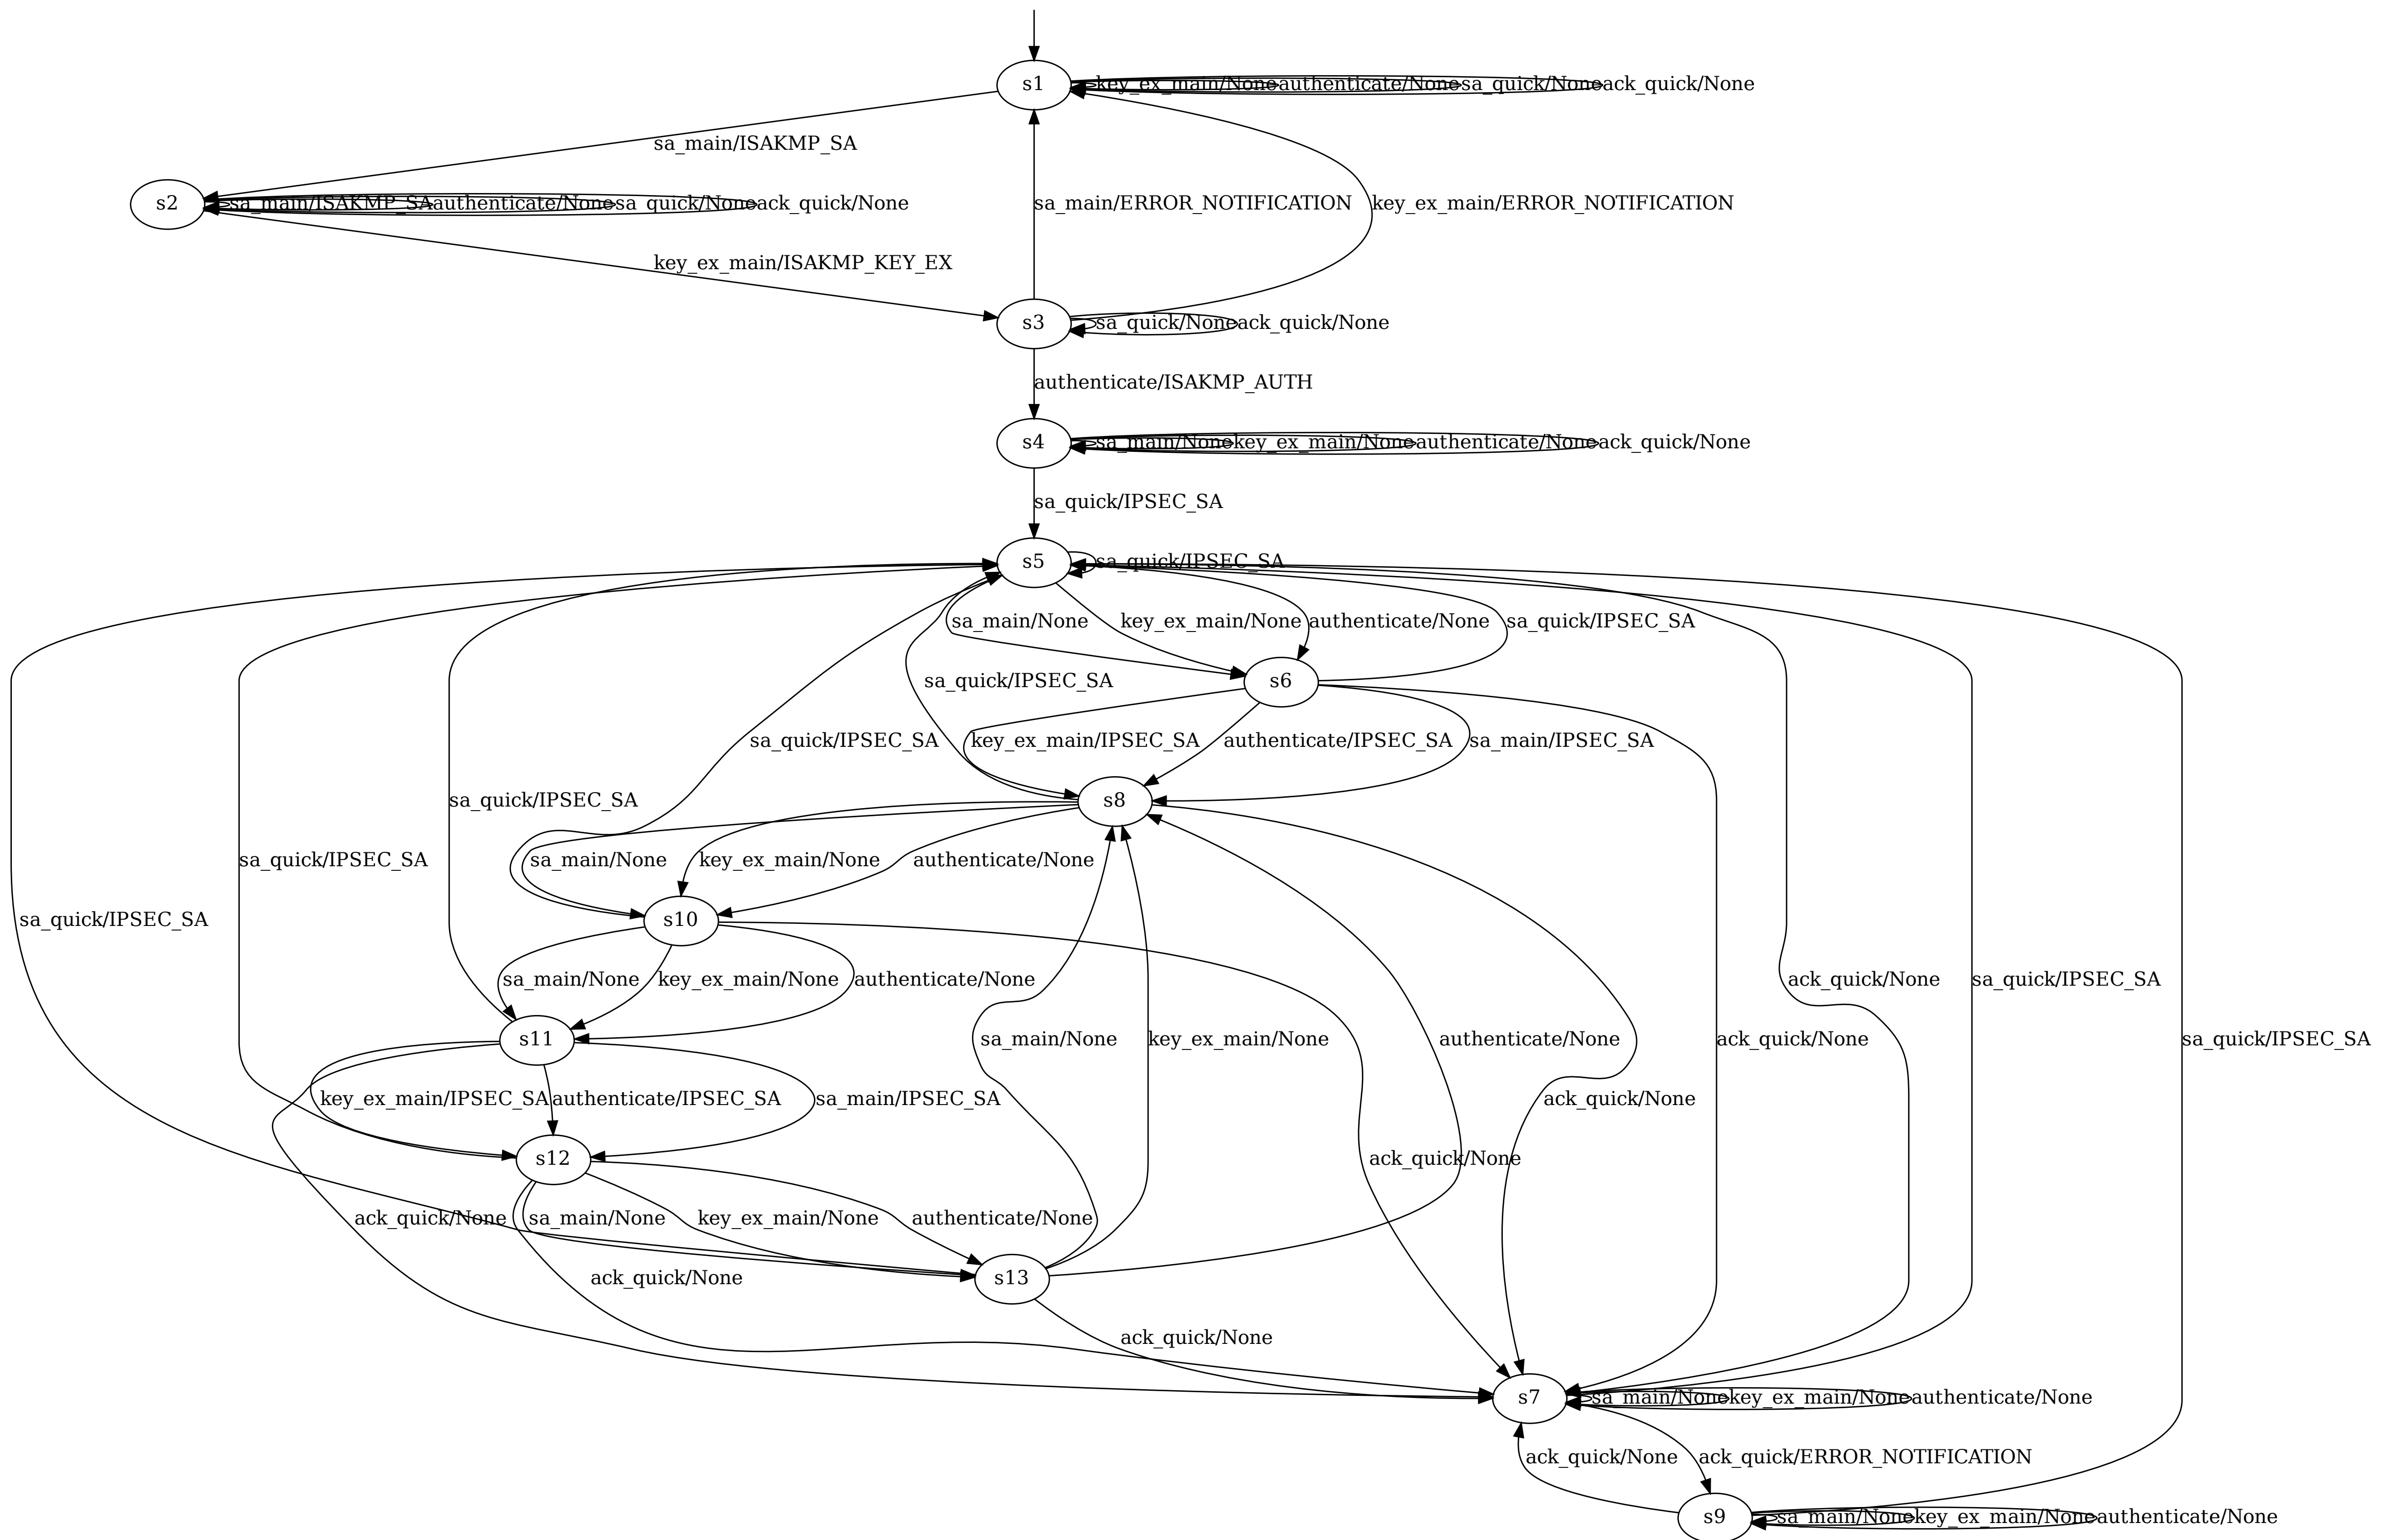 s1
key_ex_main/None
authenticate/None
sa_quick/None
ack_quick/None
sa_main/ISAKMP_SA
s2
sa_main/ISAKMP_SA
authenticate/None
sa_quick/None
ack_quick/None
sa_main/ERROR_NOTIFICATION
key_ex_main/ERROR_NOTIFICATION
key_ex_main/ISAKMP_KEY_EX
s3
sa_quick/None
ack_quick/None
authenticate/ISAKMP_AUTH
s4
sa_main/None
key_ex_main/None
authenticate/None
ack_quick/None
sa_quick/IPSEC_SA
s5
sa_quick/IPSEC_SA
sa_main/None
key_ex_main/None
authenticate/None
sa_quick/IPSEC_SA
sa_quick/IPSEC_SA
s6
sa_quick/IPSEC_SA
key_ex_main/IPSEC_SA
authenticate/IPSEC_SA
sa_main/IPSEC_SA
sa_quick/IPSEC_SA
s8
sa_quick/IPSEC_SA
sa_main/None
key_ex_main/None
authenticate/None
sa_quick/IPSEC_SA
s10
sa_main/None
key_ex_main/None
authenticate/None
ack_quick/None
sa_quick/IPSEC_SA
s11
sa_main/None
key_ex_main/None
authenticate/None
ack_quick/None
sa_quick/IPSEC_SA
key_ex_main/IPSEC_SA
authenticate/IPSEC_SA
sa_main/IPSEC_SA
ack_quick/None
s12
ack_quick/None
ack_quick/None
sa_main/None
key_ex_main/None
authenticate/None
ack_quick/None
s13
ack_quick/None
s7
sa_main/None
key_ex_main/None
authenticate/None
ack_quick/None
ack_quick/ERROR_NOTIFICATION
s9
sa_main/None
key_ex_main/None
authenticate/None